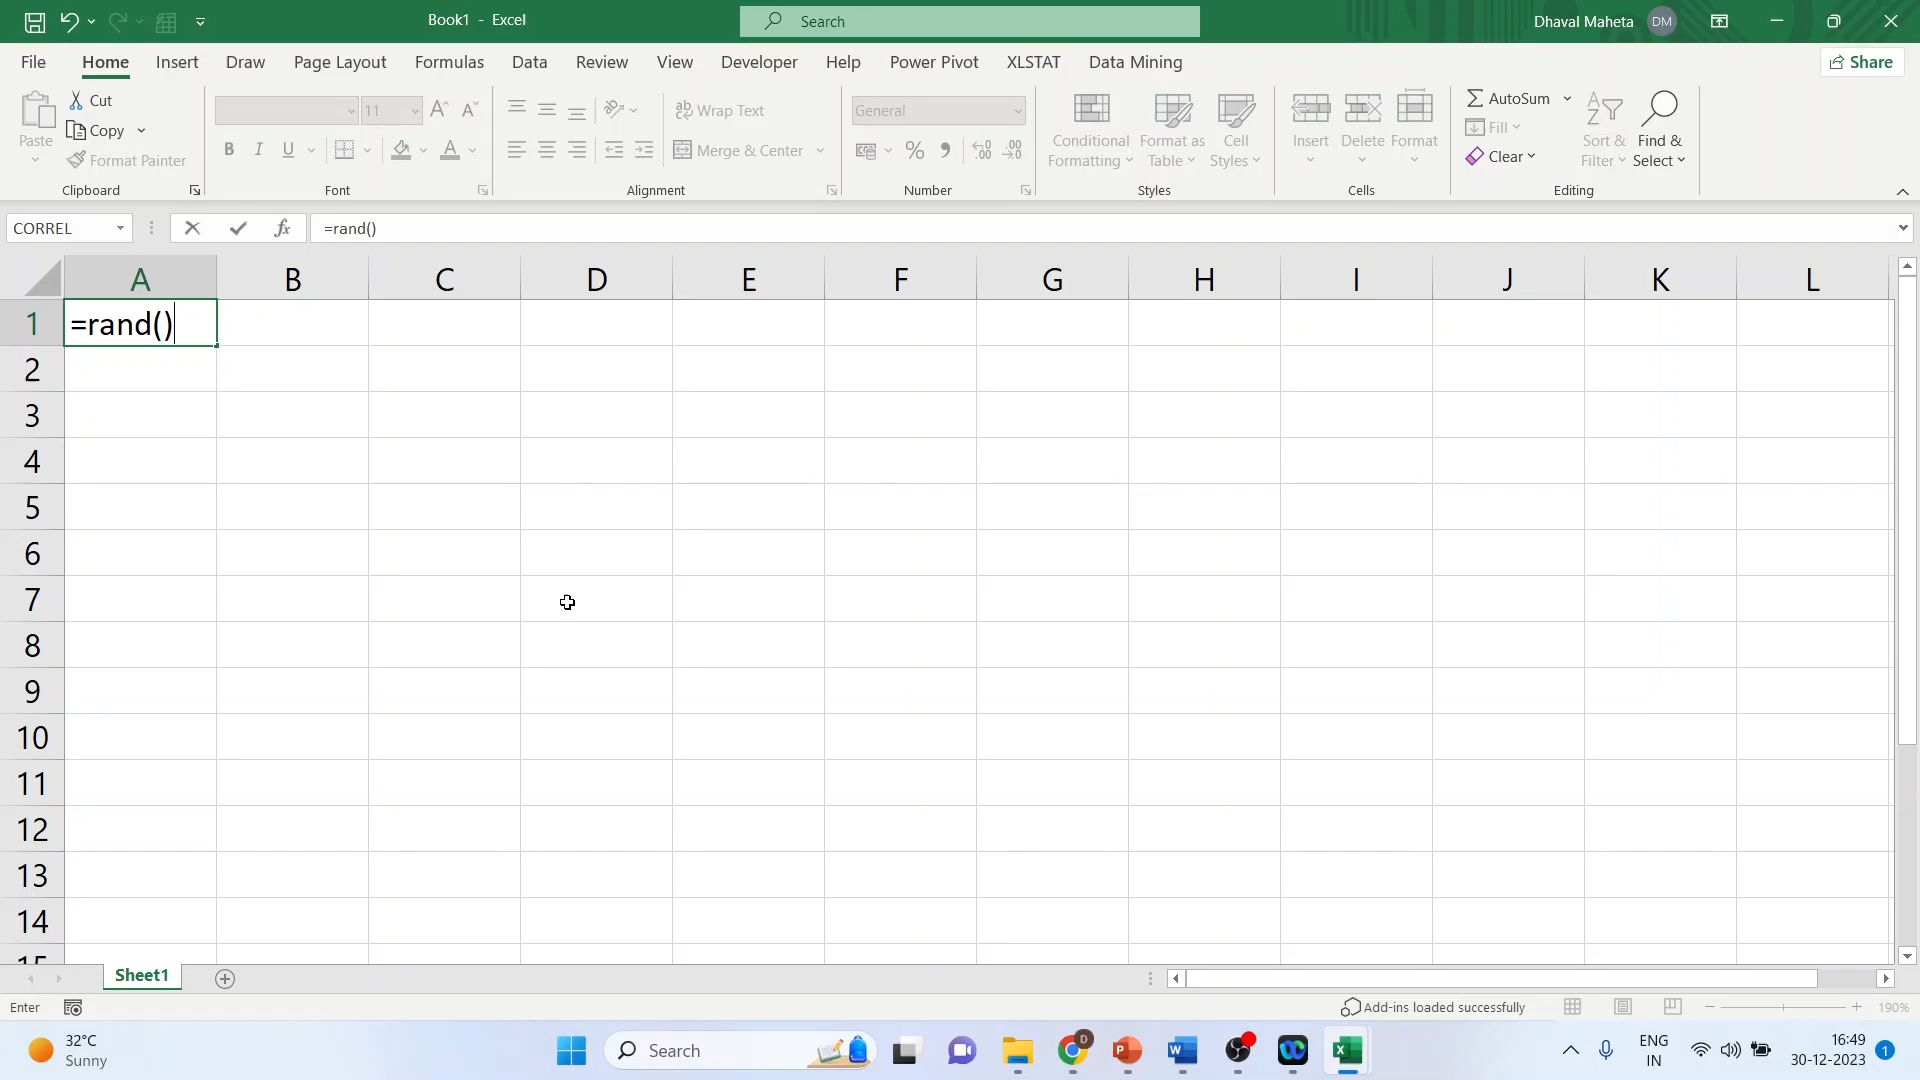 Book1 - Excel
Search
Dhaval Maheta DM
File Home Insert Draw Page Layout Formulas Data Review View Developer Help Power Pivot XLSTAT Data Mining Share
Paste
Cut
Copy
Format Painter
Clipboard
11
B I U
Font
Wrap Text
Merge & Center
Alignment
General
Number
Conditional Formatting
Format as Table
Cell Styles
Styles
Insert Delete Format
Cells
AutoSum
Fill
Clear
Sort & Filter
Find & Select
Editing
CORREL fx =rand()
A B C D E F G H I J K L
1 =rand()
2
3
4
5
6
7
8
9
10
11
12
13
14
15
Sheet1
Enter Add-ins loaded successfully 190%
32°C
Sunny
Search
ENG
IN
16:49
30-12-2023
1